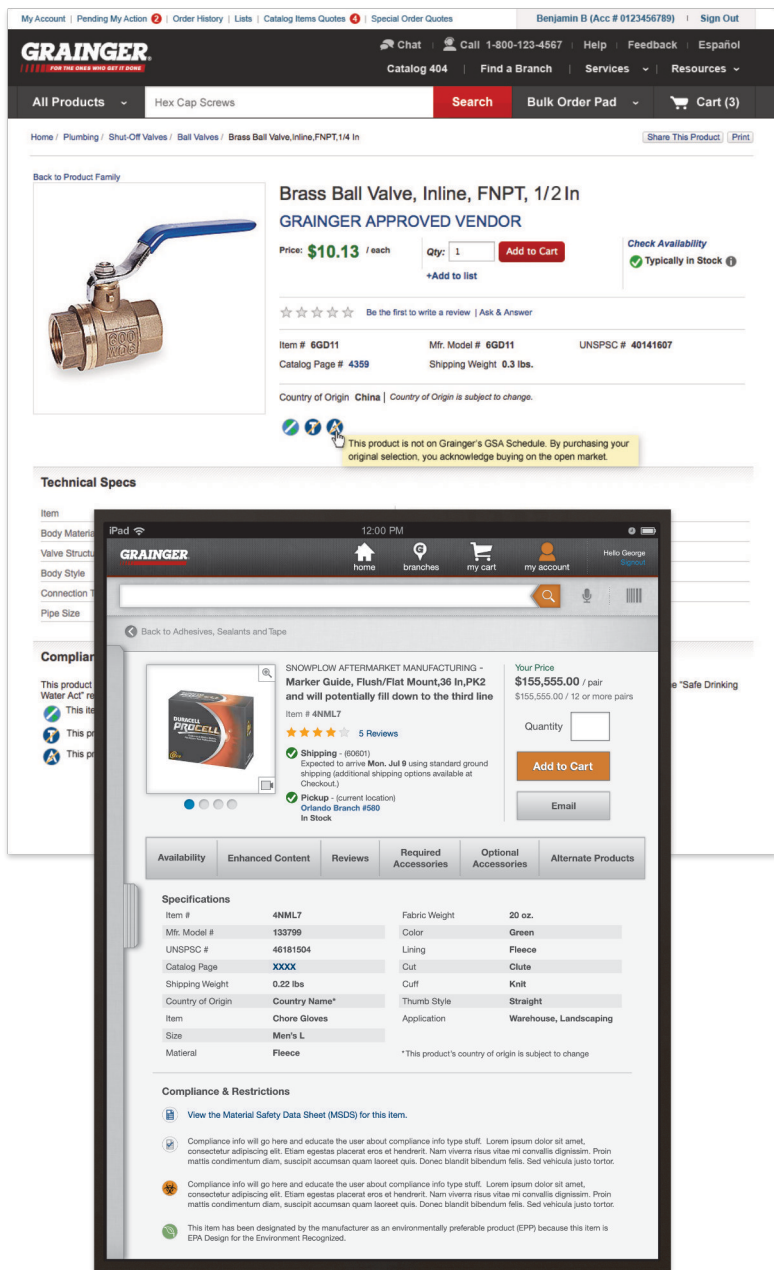 My Account | Pending My Action 2 | Order History | Lists | Catalog Items Quotes 4 | Special Order Quotes
Benjamin B (Acc # 0123456789) | Sign Out
GRAINGER
FOR THE ONES WHO GET IT DONE
Chat | Call 1-800-123-4567 | Help | Feedback | Español
Catalog 404 | Find a Branch | Services | Resources
All Products
Hex Cap Screws
Search
Bulk Order Pad
Cart (3)
Home / Plumbing / Shut-Off Valves / Ball Valves / Brass Ball Valve,Inline,FNPT,1/4 In
Share This Product
Print
Back to Product Family
Brass Ball Valve, Inline, FNPT, 1/2 In
GRAINGER APPROVED VENDOR
Price: $10.13 / each
Qty: 1
Add to Cart
+Add to list
Check Availability
Typically in Stock
Be the first to write a review | Ask & Answer
Item # 6GD11
Mfr. Model # 6GD11
UNSPSC # 40141607
Catalog Page # 4359
Shipping Weight 0.3 lbs.
Country of Origin China | Country of Origin is subject to change.
This product is not on Grainger's GSA Schedule. By purchasing your
original selection, you acknowledge buying on the open market.
600
WOG
Technical Specs
Item
Body Materia
Valve Structu
Body Style
Connection T
Pipe Size
Complian
This product
e "Safe Drinking
Water Act" re
This ite
This pr
This pr
iPad
12:00 PM
GRAINGER
home
branches
my cart
my account
Hello George
Signout
Back to Adhesives, Sealants and Tape
DURACELL
PROCELL
SNOWPLOW AFTERMARKET MANUFACTURING -
Marker Guide, Flush/Flat Mount,36 In,PK2
and will potentially fill down to the third line
Item # 4NML7
5 Reviews
Shipping - (60601)
Expected to arrive Mon. Jul 9 using standard ground
shipping (additional shipping options available at
Checkout.)
Pickup - (current location)
Orlando Branch #580
In Stock
Your Price
$155,555.00 / pair
$155,555.00 / 12 or more pairs
Quantity
Add to Cart
Email
Availability
Enhanced Content
Reviews
Required Accessories
Optional Accessories
Alternate Products
Specifications
Item # 4NML7
Mfr. Model # 133799
UNSPSC # 46181504
Catalog Page XXXX
Shipping Weight 0.22 lbs
Country of Origin Country Name*
Item Chore Gloves
Size Men's L
Matieral Fleece
Fabric Weight 20 oz.
Color Green
Lining Fleece
Cut Clute
Cuff Knit
Thumb Style Straight
Application Warehouse, Landscaping
*This product's country of origin is subject to change
Compliance & Restrictions
View the Material Safety Data Sheet (MSDS) for this item.
Compliance info will go here and educate the user about compliance info type stuff. Lorem ipsum dolor sit amet,
consectetur adipiscing elit. Etiam egestas placerat eros et hendrerit. Nam viverra risus vitae mi convallis dignissim. Proin
mattis condimentum diam, suscipit accumsan quam laoreet quis. Donec blandit bibendum felis. Sed vehicula justo tortor.
Compliance info will go here and educate the user about compliance info type stuff. Lorem ipsum dolor sit amet,
consectetur adipiscing elit. Etiam egestas placerat eros et hendrerit. Nam viverra risus vitae mi convallis dignissim. Proin
mattis condimentum diam, suscipit accumsan quam laoreet quis. Donec blandit bibendum felis. Sed vehicula justo tortor.
This item has been designated by the manufacturer as an environmentally preferable product (EPP) because this item is
EPA Design for the Environment Recognized.